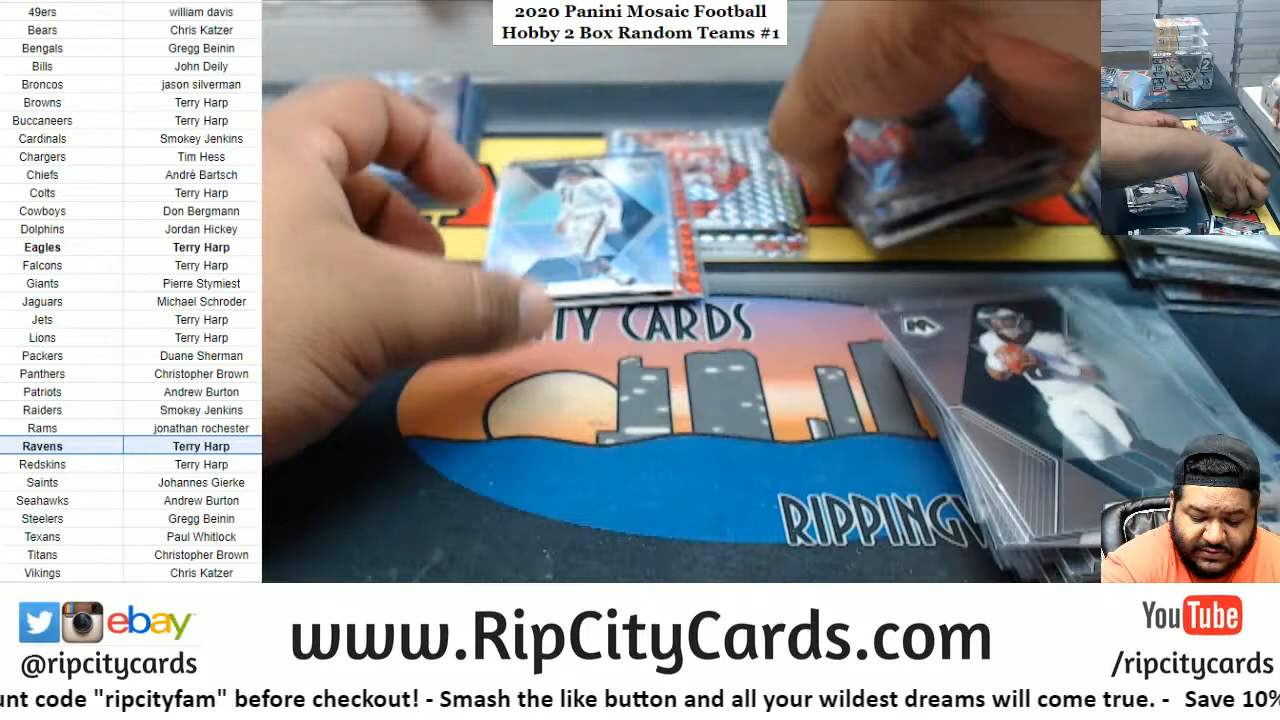 49ers william davis
Bears Chris Katzer
Bengals Gregg Beinin
Bills John Deily
Broncos jason silverman
Browns Terry Harp
Buccaneers Terry Harp
Cardinals Smokey Jenkins
Chargers Tim Hess
Chiefs Andrè Bartsch
Colts Terry Harp
Cowboys Don Bergmann
Dolphins Jordan Hickey
Eagles Terry Harp
Falcons Terry Harp
Giants Pierre Stymiest
Jaguars Michael Schroder
Jets Terry Harp
Lions Terry Harp
Packers Duane Sherman
Panthers Christopher Brown
Patriots Andrew Burton
Raiders Smokey Jenkins
Rams jonathan rochester
Ravens Terry Harp
Redskins Terry Harp
Saints Johannes Gierke
Seahawks Andrew Burton
Steelers Gregg Beinin
Texans Paul Whitlock
Titans Christopher Brown
Vikings Chris Katzer
2020 Panini Mosaic Football
Hobby 2 Box Random Teams #1
TY CARDS
RIPPING
ebay
@ripcitycards
www.RipCityCards.com
YouTube
/ripcitycards
unt code "ripcityfam" before checkout! - Smash the like button and all your wildest dreams will come true. - Save 10%